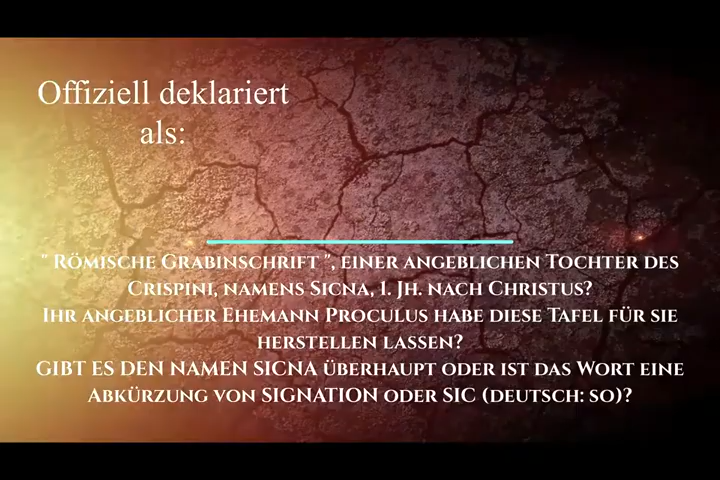 Offiziell deklariert
als:
" Römische Grabinschrift ", einer angeblichen Tochter des
Crispini, namens Sicna, 1. Jh. nach Christus?
Ihr angeblicher Ehemann Proculus habe diese Tafel für sie
herstellen lassen?
GIBT ES DEN NAMEN SICNA überhaupt oder ist das Wort eine
Abkürzung von SIGNATION oder SIC (deutsch: so)?